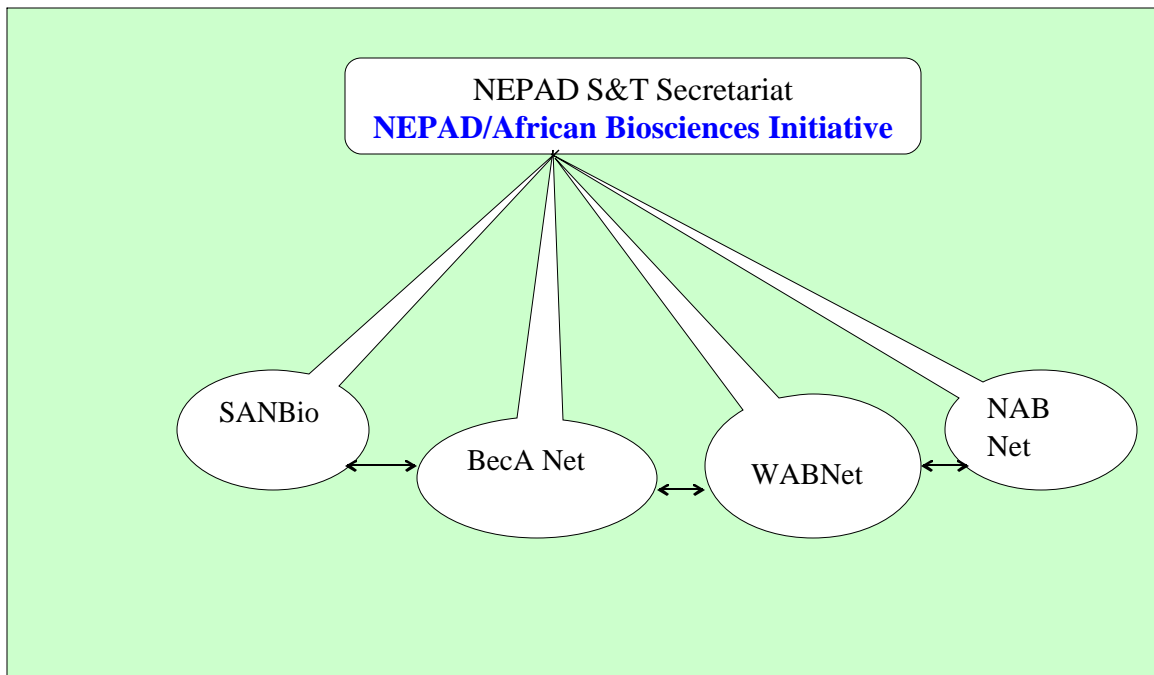 NEPAD S&T Secretariat
NEPAD/African Biosciences Initiative
SANBio
BecA Net
WABNet
NAB
Net